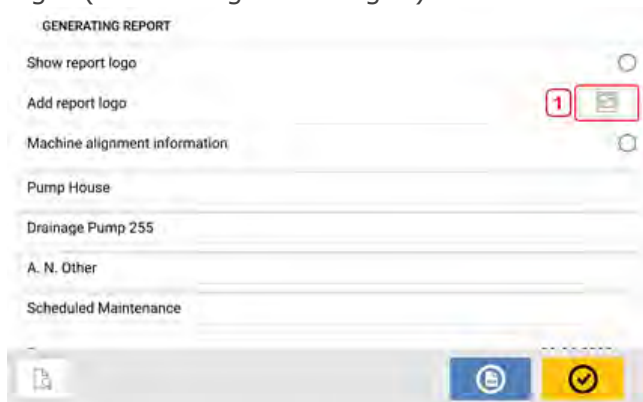 GENERATING REPORT
Show report logo
Add report logo
1
Machine alignment information
Pump House
Drainage Pump 255
A. N. Other
Scheduled Maintenance